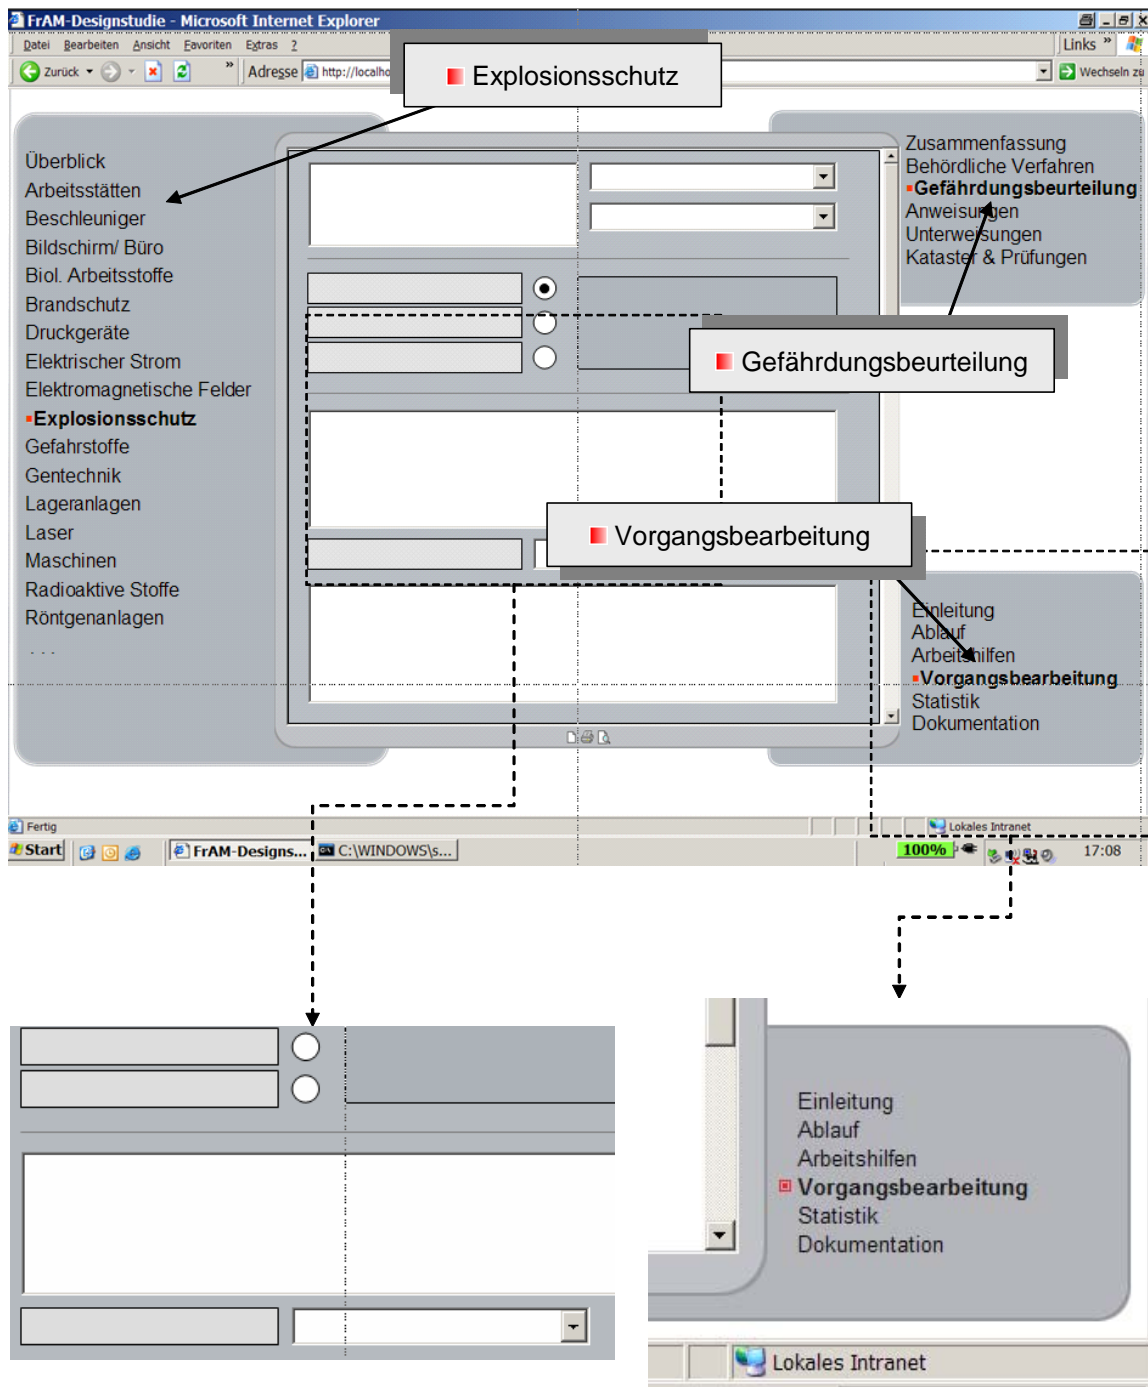 FrAM-Designstudie - Microsoft Internet Explorer
Datei Bearbeiten Ansicht Favoriten Extras ?
Links »
Zurück
»
Adresse http://localho
Wechseln zu
Explosionsschutz
Überblick
Arbeitsstätten
Beschleuniger
Bildschirm/ Büro
Biol. Arbeitsstoffe
Brandschutz
Druckgeräte
Elektrischer Strom
Elektromagnetische Felder
Explosionsschutz
Gefahrstoffe
Gentechnik
Lageranlagen
Laser
Maschinen
Radioaktive Stoffe
Röntgenanlagen
...
Zusammenfassung
Behördliche Verfahren
Gefährdungsbeurteilung
Anweisungen
Unterweisungen
Kataster & Prüfungen
Gefährdungsbeurteilung
Vorgangsbearbeitung
Einleitung
Ablauf
Arbeitshilfen
Vorgangsbearbeitung
Statistik
Dokumentation
Fertig
Lokales Intranet
Start
FrAM-Designs...
C:\WINDOWS\s...
100%
17:08
Einleitung
Ablauf
Arbeitshilfen
Vorgangsbearbeitung
Statistik
Dokumentation
Lokales Intranet